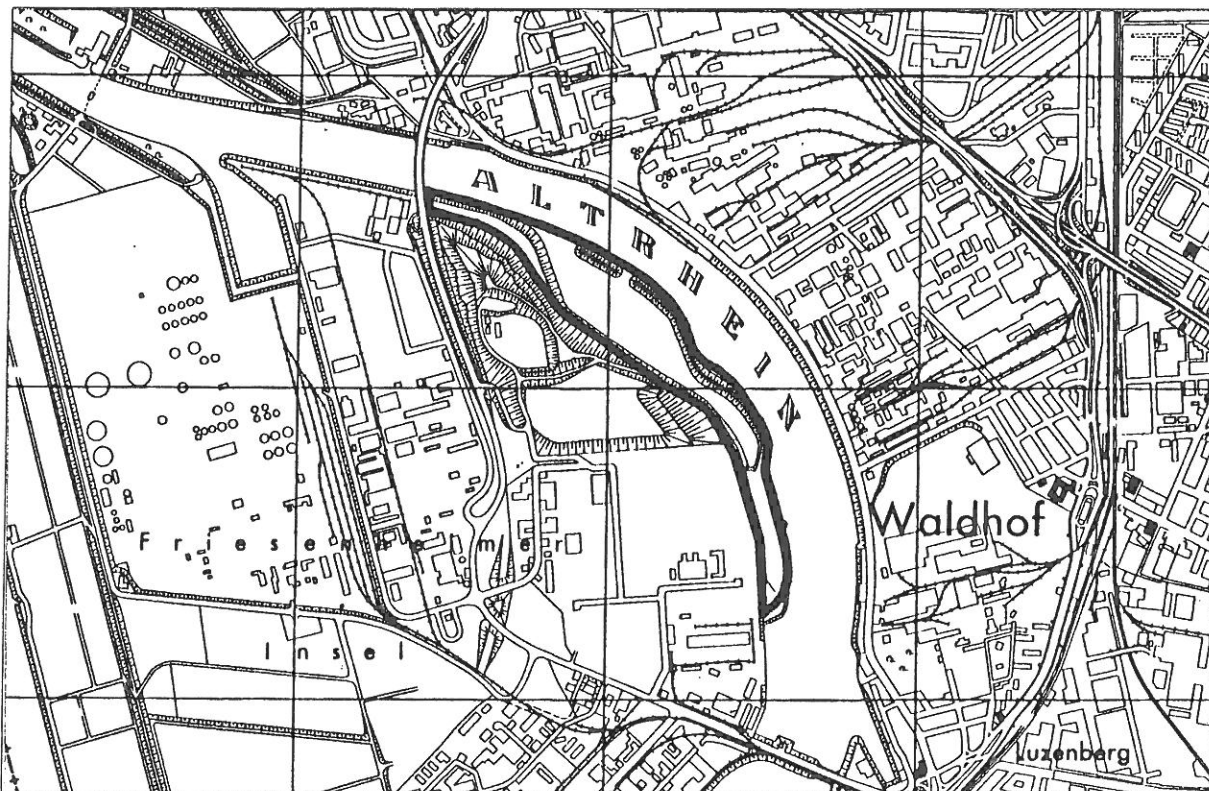 ALTRHEIN
Waldhof
Friesenheimer
Insel
Luzenberg